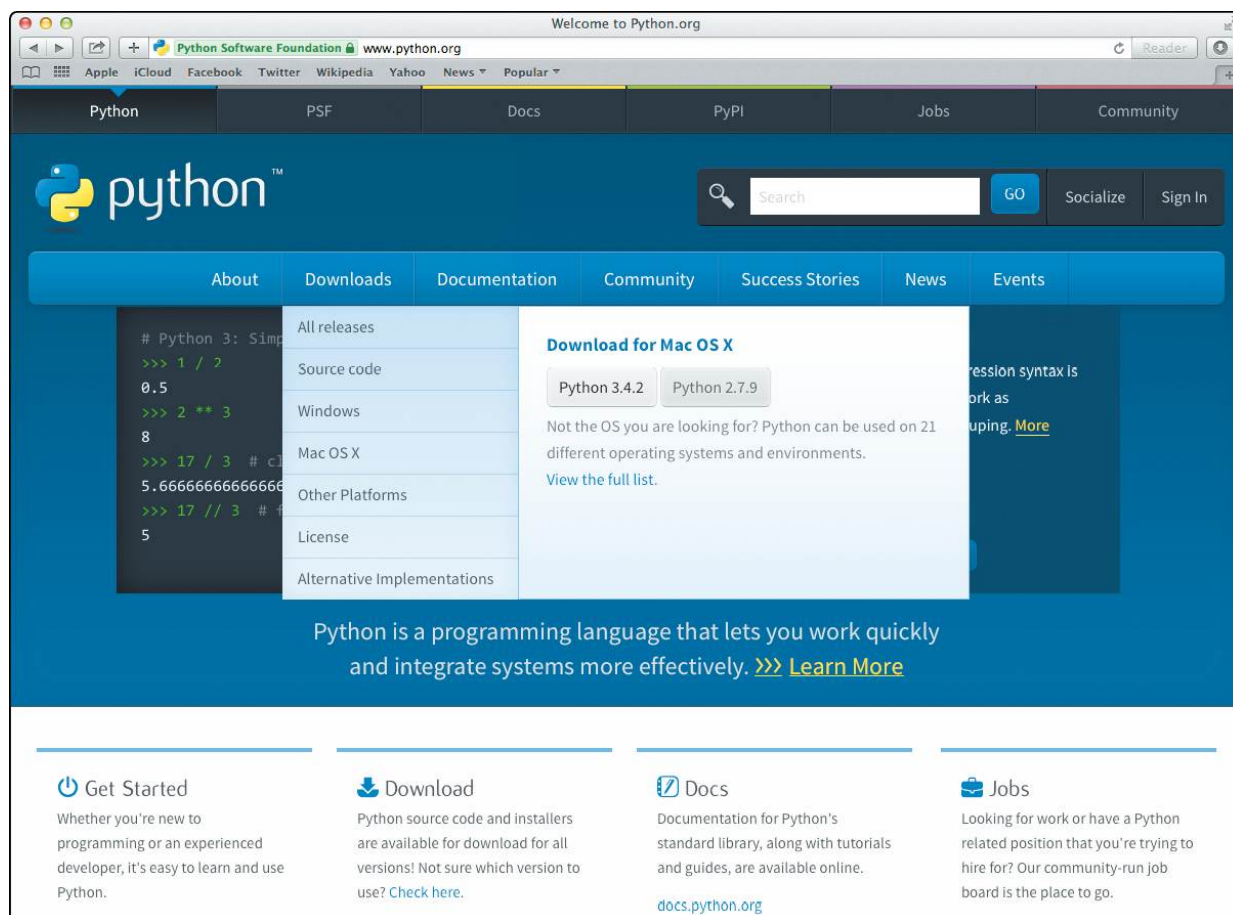 Welcome to Python.org
Python Software Foundation www.python.org Reader
Apple iCloud Facebook Twitter Wikipedia Yahoo News Popular
Python PSF Docs PyPI Jobs Community
python™
Search GO Socialize Sign In
About Downloads Documentation Community Success Stories News Events
# Python 3: Simp
>>> 1 / 2
0.5
>>> 2 ** 3
8
>>> 17 / 3 # cl
5.66666666666666
>>> 17 // 3 # f
5
All releases
Source code
Windows
Mac OS X
Other Platforms
License
Alternative Implementations
Download for Mac OS X
Python 3.4.2 Python 2.7.9
Not the OS you are looking for? Python can be used on 21
different operating systems and environments.
View the full list.
ression syntax is
ork as
uping. More
Python is a programming language that lets you work quickly
and integrate systems more effectively. >>> Learn More
Get Started
Whether you're new to
programming or an experienced
developer, it's easy to learn and use
Python.
Download
Python source code and installers
are available for download for all
versions! Not sure which version to
use? Check here.
Docs
Documentation for Python's
standard library, along with tutorials
and guides, are available online.
docs.python.org
Jobs
Looking for work or have a Python
related position that you're trying to
hire for? Our community-run job
board is the place to go.